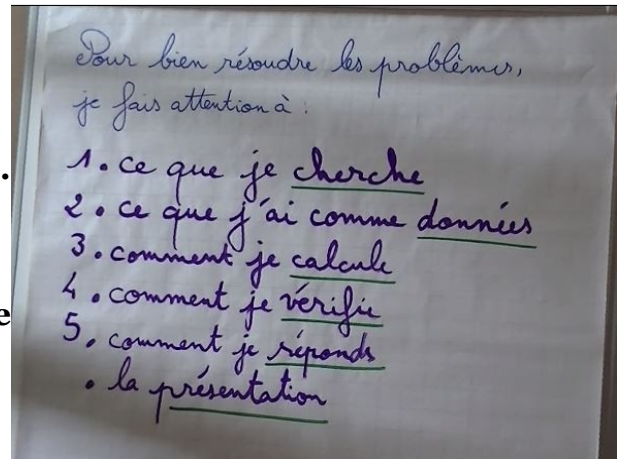 Pour bien résoudre les problèmes,
je fais attention à :
1. ce que je cherche
2. ce que j'ai comme données
3. comment je calcule
4. comment je vérifie
5. comment je réponds
. la présentation
.
e